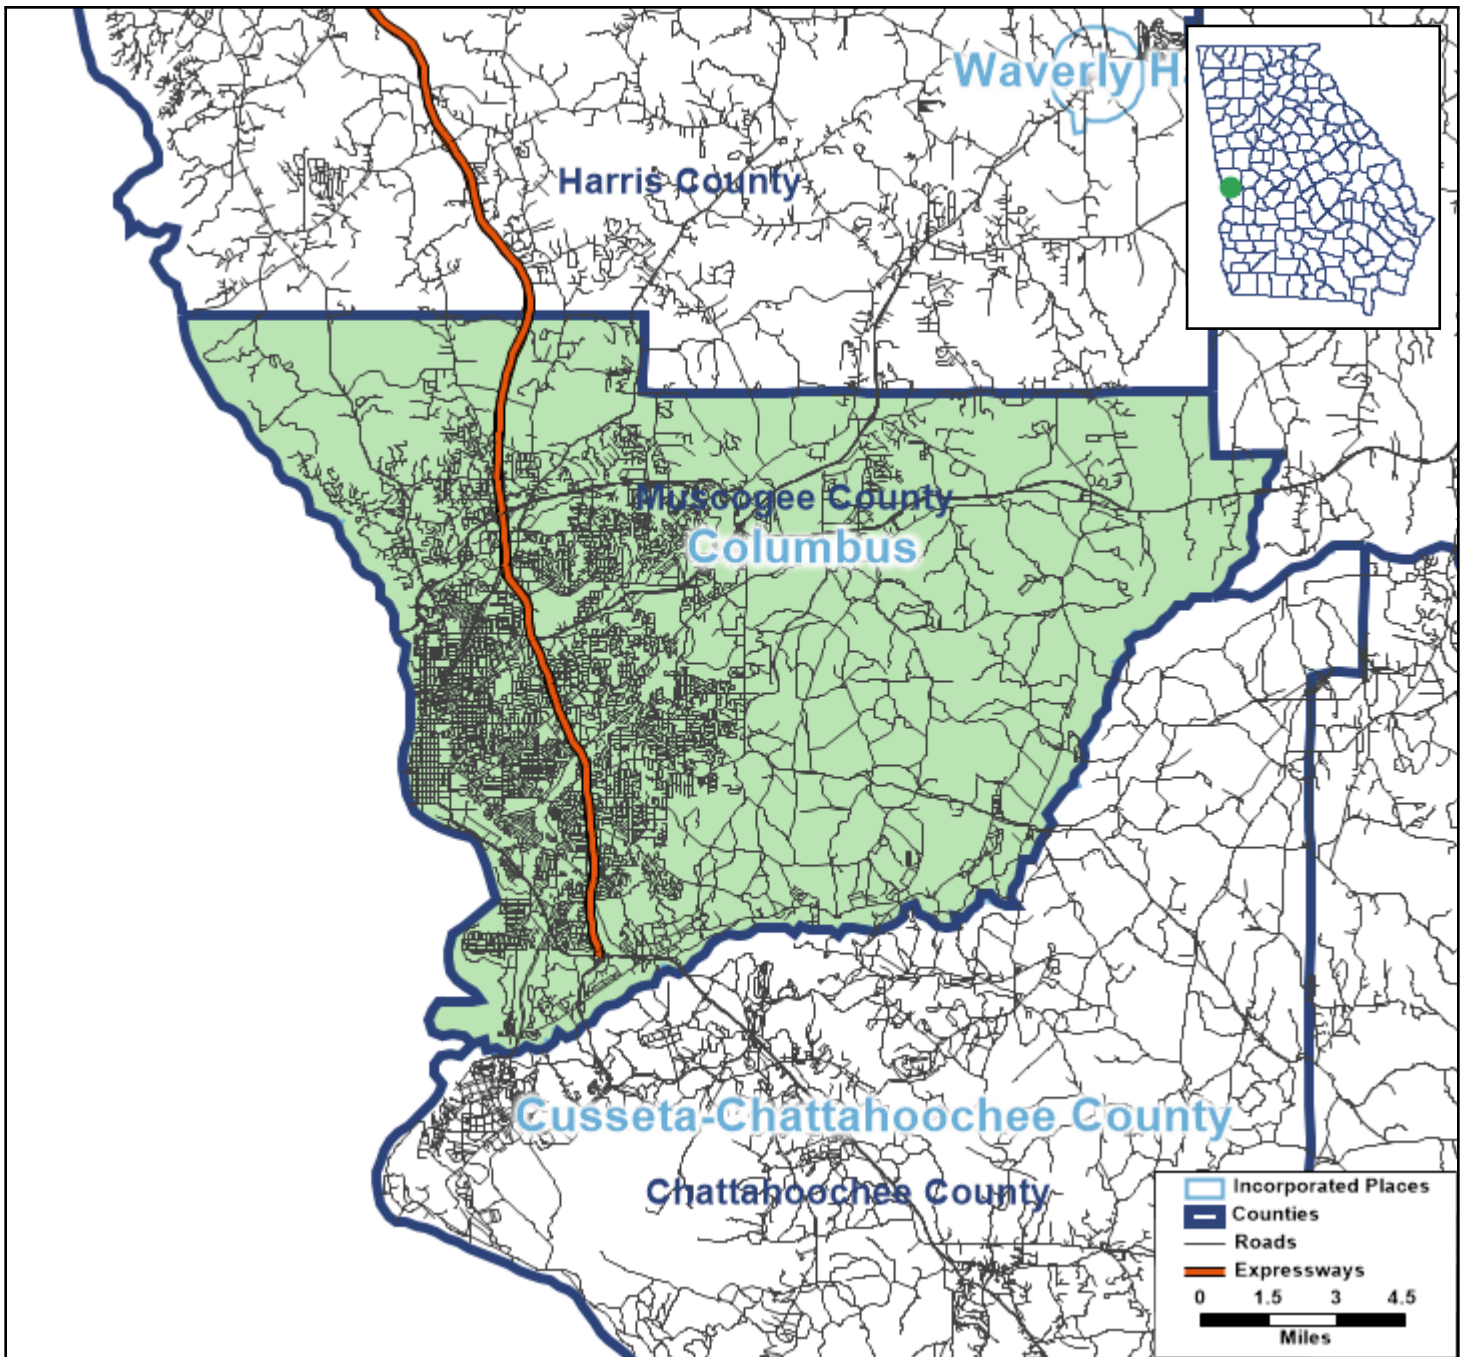 Waverly H
Harris County
Muscogee County
Columbus
Cusseta-Chattahoochee County
Chattahoochee County
Incorporated Places
Counties
Roads
Expressways
0 1.5 3 4.5
Miles